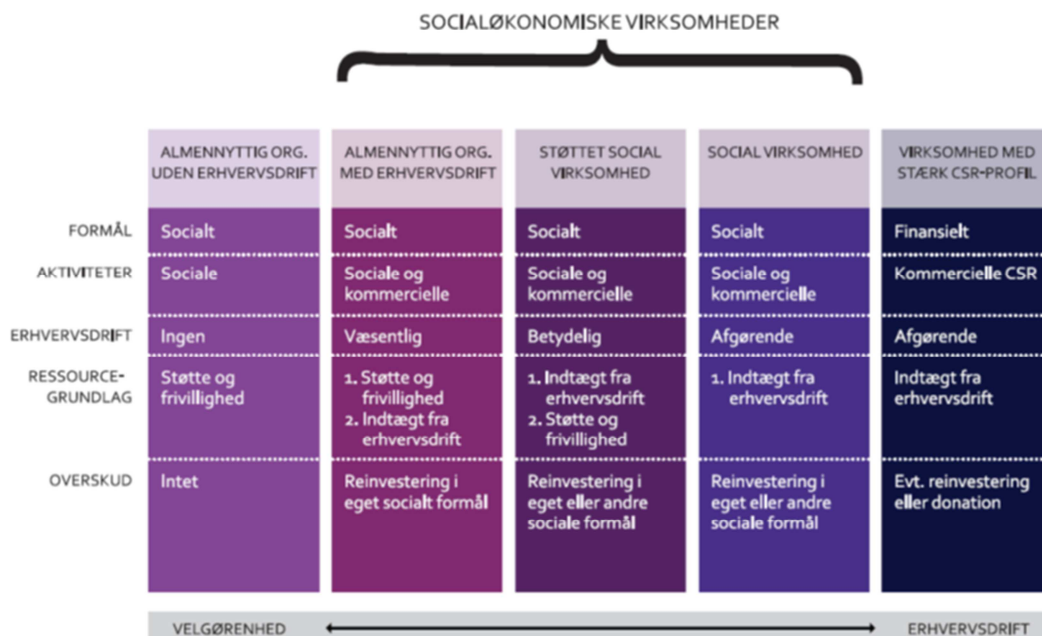 SOCIALØKONOMISKE VIRKSOMHEDER
ALMENNYTTIG ORG.
UDEN ERHVERVSDRIFT
ALMENNYTTIG ORG.
MED ERHVERVSDRIFT
STØTTET SOCIAL
VIRKSOMHED
SOCIAL VIRKSOMHED
VIRKSOMHED MED
STÆRK CSR-PROFIL
FORMÅL
Socialt
Socialt
Socialt
Socialt
Finansielt
AKTIVITETER
Sociale
Sociale og
kommercielle
Sociale og
kommercielle
Sociale og
kommercielle
Kommercielle CSR
ERHVERVSDRIFT
Ingen
Væsentlig
Betydelig
Afgørende
Afgørende
RESSOURCE-
GRUNDLAG
Støtte og
frivillighed
1. Støtte og
frivillighed
2. Indtægt fra
erhvervsdrift
1. Indtægt fra
erhvervsdrift
2. Støtte og
frivillighed
1. Indtægt fra
erhvervsdrift
Indtægt fra
erhvervsdrift
OVERSKUD
Intet
Reinvestering i
eget socialt formål
Reinvestering i
eget eller andre
sociale formål
Reinvestering i
eget eller andre
sociale formål
Evt. reinvestering
eller donation
VELGØRENHED
ERHVERVSDRIFT